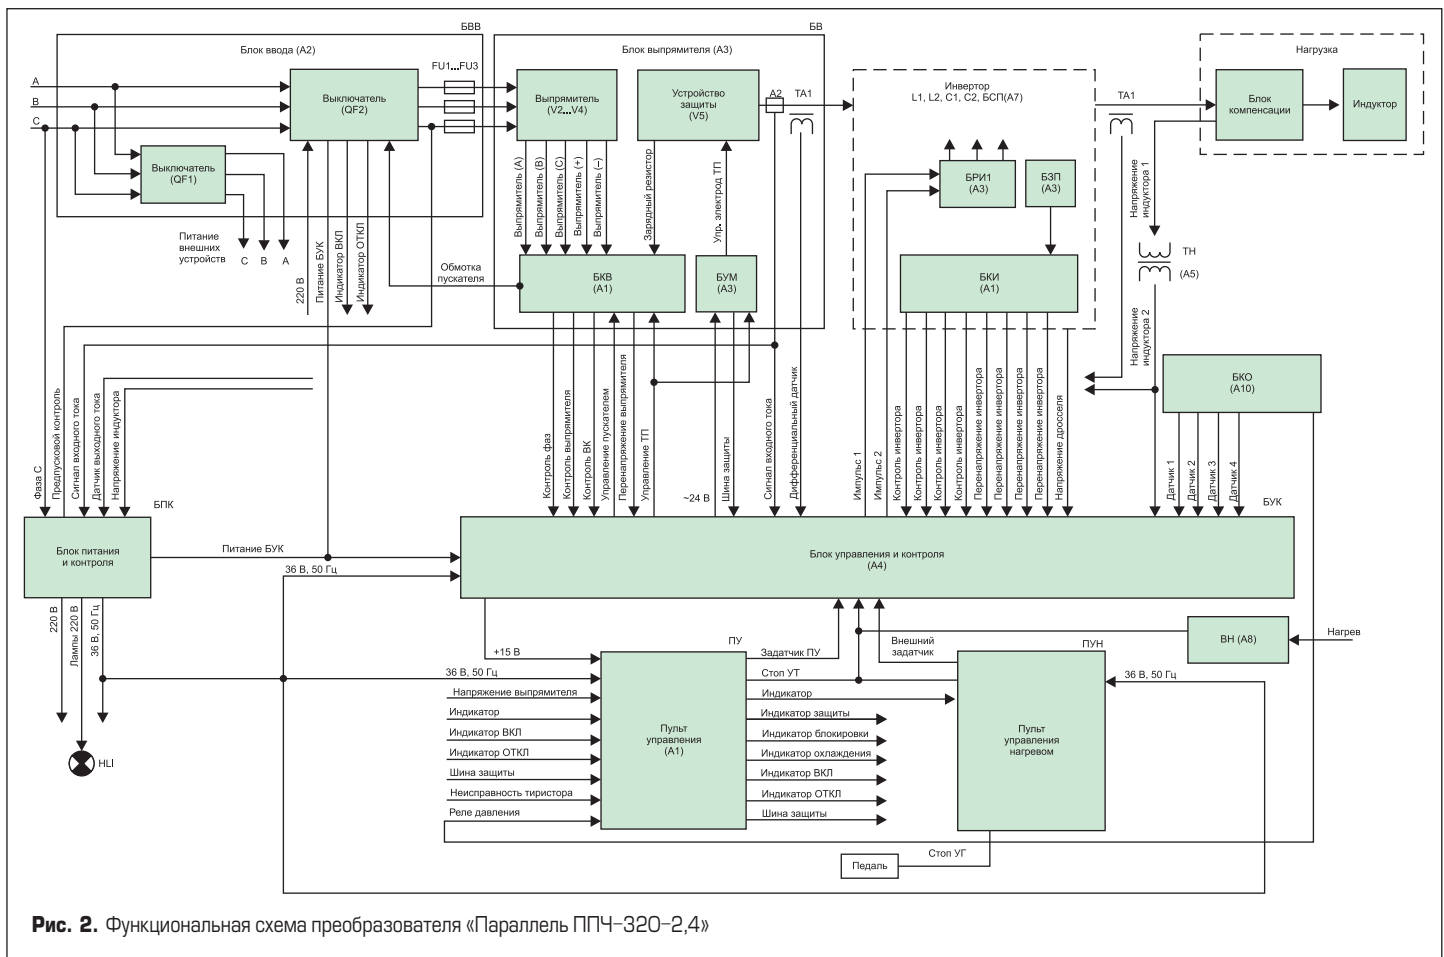 БВВ
Блок ввода (А2)
A
B
C
Выключатель
(QF2)
FU1...FU3
Выключатель
(QF1)
Питание
внешних
устройств
C B A
220 В
Питание БУК
Индикатор ВКЛ
Индикатор ОТКЛ
Обмотка
пускателя
БВ
Блок выпрямителя (А3)
Выпрямитель
(V2...V4)
Устройство
защиты
(V5)
A2
TA1
Выпрямитель (А)
Выпрямитель (В)
Выпрямитель (С)
Выпрямитель (+)
Выпрямитель (–)
Зарядный резистор
Упр. электрод ТП
БКВ
(А1)
БУМ
(А3)
Инвертор
L1, L2, C1, C2, БСП(А7)
БРИ1
(А3)
БЗП
(А3)
БКИ
(А1)
TA1
Нагрузка
Блок
компенсации
Индуктор
Напряжение
индуктора 1
ТН
(А5)
Напряжение
индуктора 2
БКО
(А10)
Фаза С
Предпусковой контроль
Сигнал входного тока
Датчик выходного тока
Напряжение индуктора
Контроль фаз
Контроль выпрямителя
Контроль ВК
Управление пускателем
Перенапряжение выпрямителя
Управление ТП
~24 В
Шина защиты
Сигнал входного тока
Диференциальный датчик
Импульс 1
Импульс 2
Контроль инвертора
Контроль инвертора
Контроль инвертора
Контроль инвертора
Перенапряжение инвертора
Перенапряжение инвертора
Перенапряжение инвертора
Перенапряжение инвертора
Напряжение дросселя
Датчик 1
Датчик 2
Датчик 3
Датчик 4
БПК
Блок питания
и контроля
Питание БУК
36 В, 50 Гц
БУК
Блок управления и контроля
(А4)
220 В
Лампы 220 В
36 В, 50 Гц
HLI
+15 В
36 В, 50 Гц
Напряжение выпрямителя
Индикатор
Индикатор ВКЛ
Индикатор ОТКЛ
Шина защиты
Неисправность тиристора
Реле давления
ПУ
Пульт
управления
(А1)
Задатчик ПУ
Стоп УТ
Индикатор
Индикатор защиты
Индикатор блокировки
Индикатор охлаждения
Индикатор ВКЛ
Индикатор ОТКЛ
Шина защиты
Внешний
задатчик
ПУН
Пульт
управления
нагревом
ВН (А8)
Нагрев
36 В, 50 Гц
Педаль
Стоп УГ
Рис. 2. Функциональная схема преобразователя «Параллель ППЧ–320–2,4»